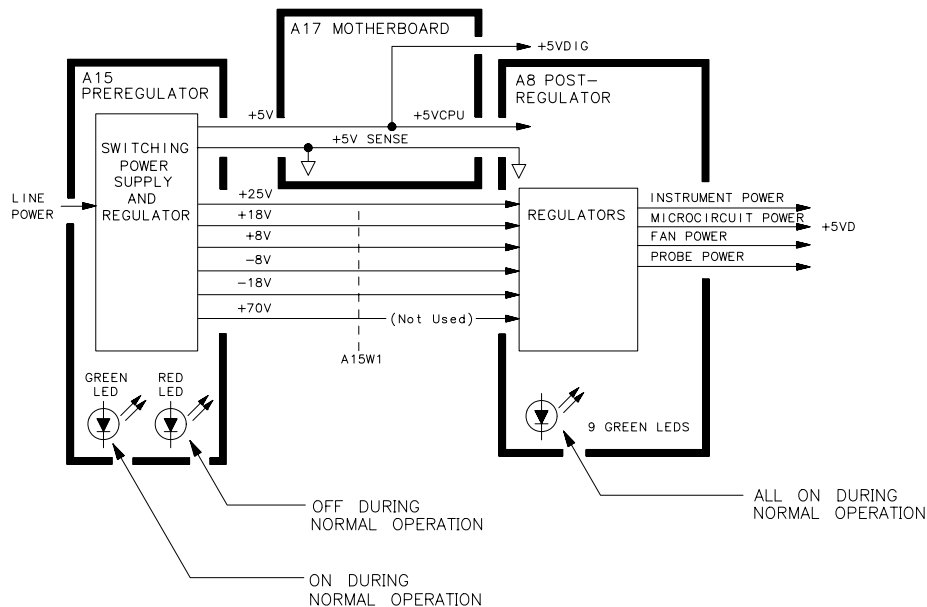 A17 MOTHERBOARD
+5VDIG
A15
PREREGULATOR
A8 POST-
REGULATOR
+5V
+5VCPU
+5V SENSE
SWITCHING
POWER
SUPPLY
AND
REGULATOR
LINE
POWER
+25V
+18V
+8V
-8V
-18V
+70V
(Not Used)
A15W1
REGULATORS
INSTRUMENT POWER
MICROCIRCUIT POWER
+5VD
FAN POWER
PROBE POWER
GREEN
LED
RED
LED
9 GREEN LEDS
OFF DURING
NORMAL OPERATION
ALL ON DURING
NORMAL OPERATION
ON DURING
NORMAL OPERATION